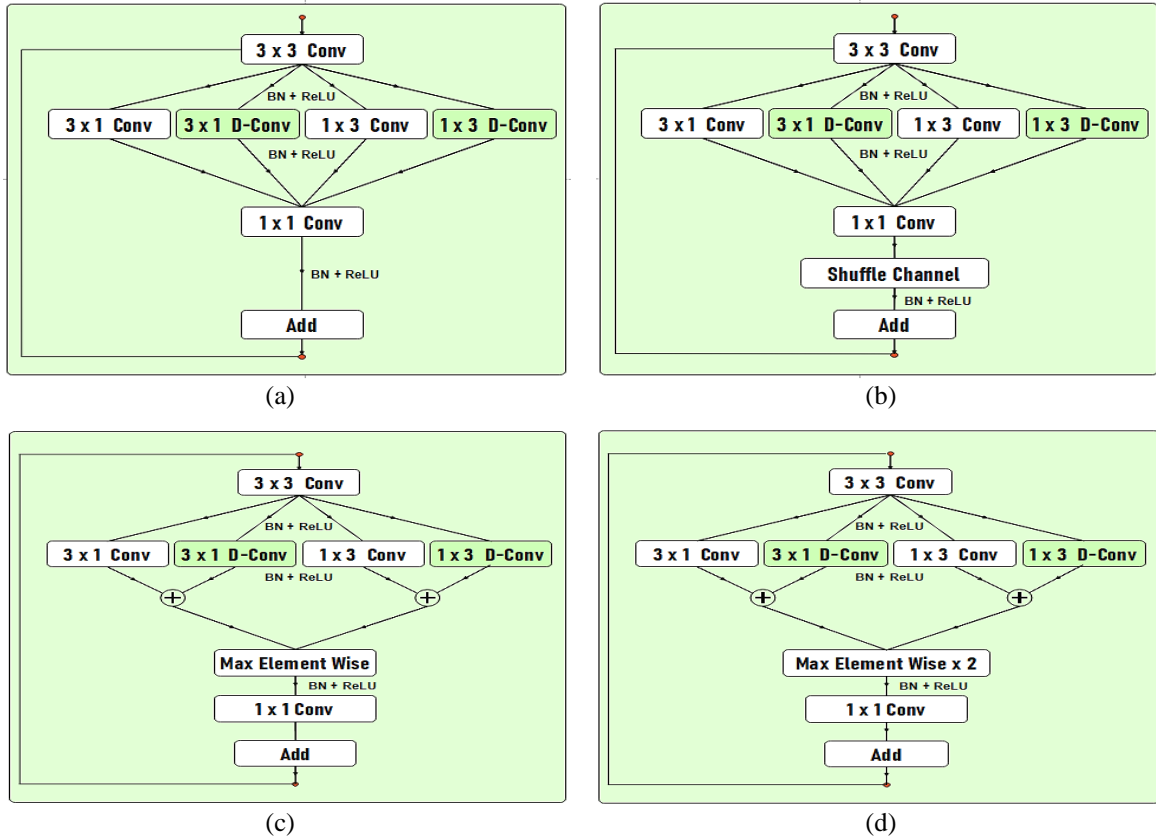 3 x 3 Conv
BN + ReLU
3 x 1 Conv
3 x 1 D-Conv
1 x 3 Conv
1 x 3 D-Conv
BN + ReLU
1 x 1 Conv
BN + ReLU
Add
(a)
3 x 3 Conv
BN + ReLU
3 x 1 Conv
3 x 1 D-Conv
1 x 3 Conv
1 x 3 D-Conv
BN + ReLU
1 x 1 Conv
Shuffle Channel
BN + ReLU
Add
(b)
3 x 3 Conv
BN + ReLU
3 x 1 Conv
3 x 1 D-Conv
1 x 3 Conv
1 x 3 D-Conv
BN + ReLU
+
+
Max Element Wise
BN + ReLU
1 x 1 Conv
Add
(c)
3 x 3 Conv
BN + ReLU
3 x 1 Conv
3 x 1 D-Conv
1 x 3 Conv
1 x 3 D-Conv
BN + ReLU
+
+
Max Element Wise x 2
BN + ReLU
1 x 1 Conv
Add
(d)